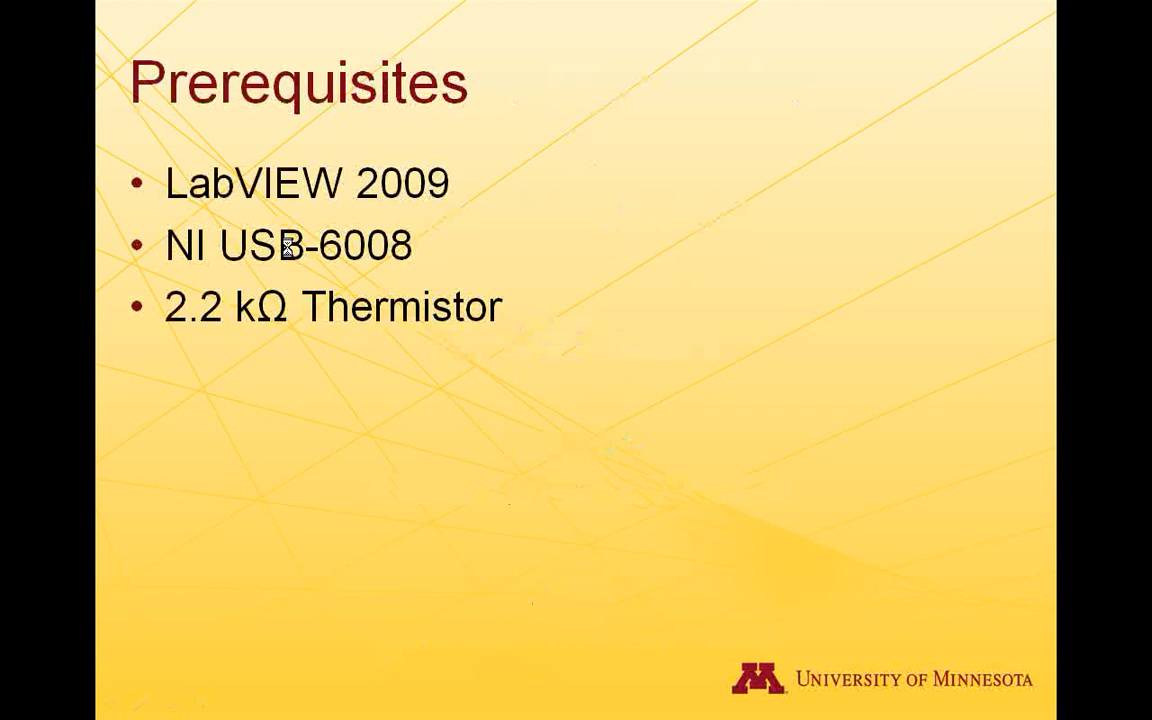 Prerequisites
• LabVIEW 2009
• NI USB-6008
• 2.2 kΩ Thermistor
M UNIVERSITY OF MINNESOTA